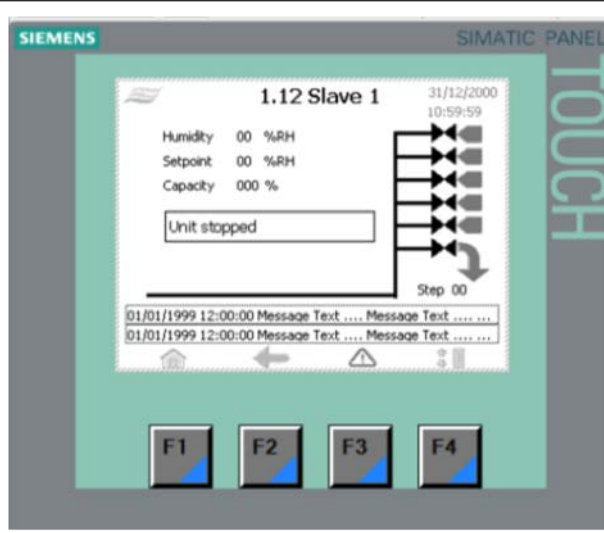 SIEMENS
SIMATIC PANEL
TOUCH
1.12 Slave 1
31/12/2000
10:59:59
Humidity 00 %RH
Setpoint 00 %RH
Capacity 000 %
Unit stopped
Step 00
01/01/1999 12:00:00 Message Text .... Message Text .... ...
01/01/1999 12:00:00 Message Text .... Message Text .... ...
F1 F2 F3 F4